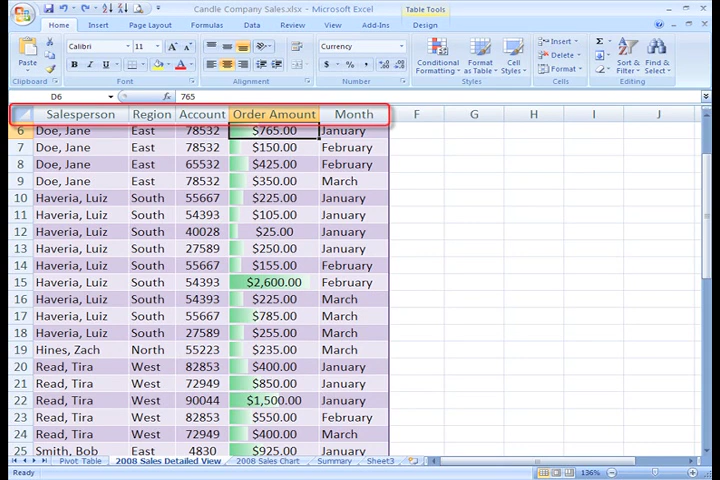 Candle Company Sales.xlsx - Microsoft Excel
Table Tools
Home Insert Page Layout Formulas Data Review View Add-Ins Design
Paste
Calibri 11
Currency
B I U
$ % ,
Conditional Formatting
Format as Table
Cell Styles
Insert
Delete
Format
Sort & Filter
Find & Select
Clipboard Font Alignment Number Styles Cells Editing
D6 765
Salesperson Region Account Order Amount Month F G H I J
6 Doe, Jane East 78532 $765.00 January
7 Doe, Jane East 78532 $150.00 February
8 Doe, Jane East 65532 $425.00 February
9 Doe, Jane East 78532 $350.00 March
10 Haveria, Luiz South 55667 $225.00 January
11 Haveria, Luiz South 54393 $105.00 January
12 Haveria, Luiz South 40028 $25.00 January
13 Haveria, Luiz South 27589 $250.00 January
14 Haveria, Luiz South 55667 $155.00 February
15 Haveria, Luiz South 54393 $2,600.00 February
16 Haveria, Luiz South 54393 $225.00 March
17 Haveria, Luiz South 55667 $785.00 March
18 Haveria, Luiz South 27589 $255.00 March
19 Hines, Zach North 55223 $235.00 March
20 Read, Tira West 82853 $400.00 January
21 Read, Tira West 72949 $850.00 January
22 Read, Tira West 90044 $1,500.00 January
23 Read, Tira West 82853 $550.00 February
24 Read, Tira West 72949 $400.00 March
25 Smith, Bob East 4830 $925.00 January
Pivot Table 2008 Sales Detailed View 2008 Sales Chart Summary Sheet3
Ready 136%